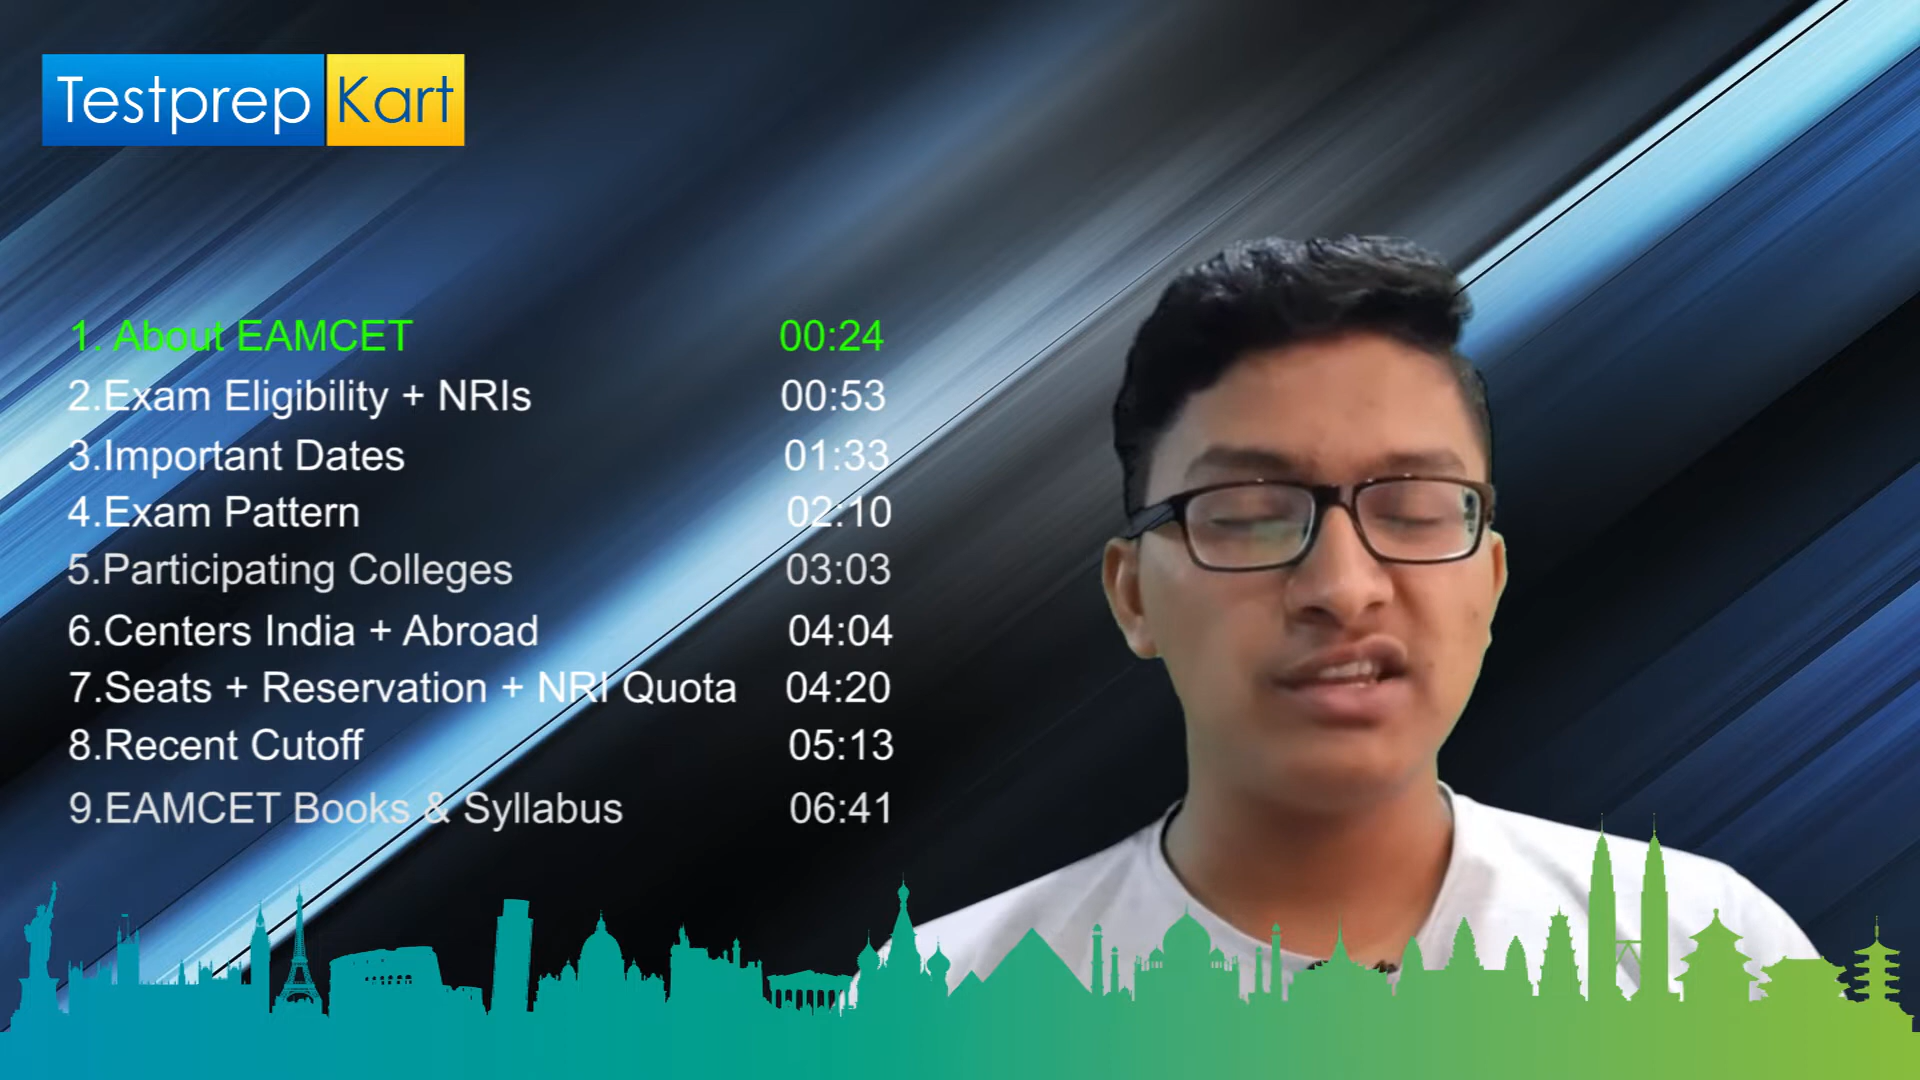 Testprep Kart
1. About EAMCET 00:24
2.Exam Eligibility + NRIs 00:53
3.Important Dates 01:33
4.Exam Pattern 02:10
5.Participating Colleges 03:03
6.Centers India + Abroad 04:04
7.Seats + Reservation + NRI Quota 04:20
8.Recent Cutoff 05:13
9.EAMCET Books & Syllabus 06:41